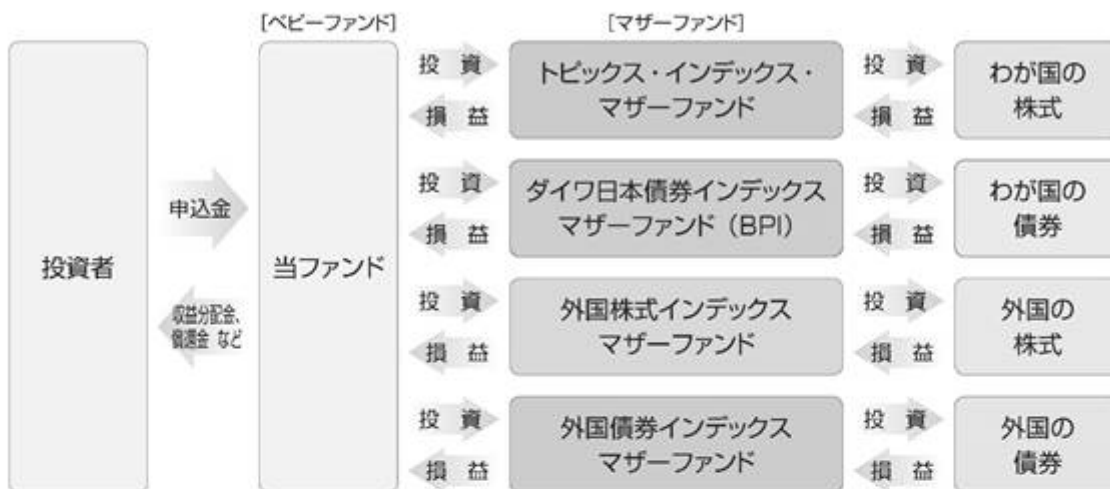 [ベビーファンド]
[マザーファンド]
投資者
申込金
収益分配金、
償還金 など
当ファンド
投 資
損 益
トピックス・インデックス・
マザーファンド
投 資
損 益
わが国の
株式
投 資
損 益
ダイワ日本債券インデックス
マザーファンド(BPI)
投 資
損 益
わが国の
債券
投 資
損 益
外国株式インデックス
マザーファンド
投 資
損 益
外国の
株式
投 資
損 益
外国債券インデックス
マザーファンド
投 資
損 益
外国の
債券